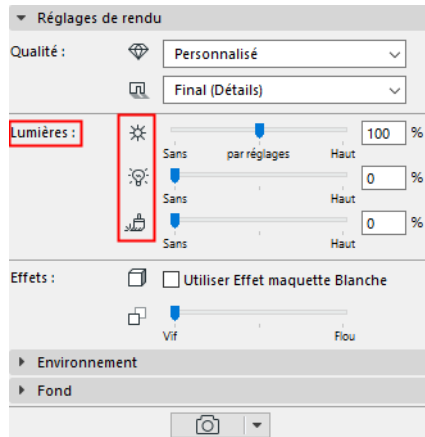 Réglages de rendu
Qualité :
Personnalisé
Final (Détails)
Lumières :
100 %
Sans par réglages Haut
0 %
Sans Haut
0 %
Sans Haut
Effets :
Utiliser Effet maquette Blanche
Vif Flou
Environnement
Fond